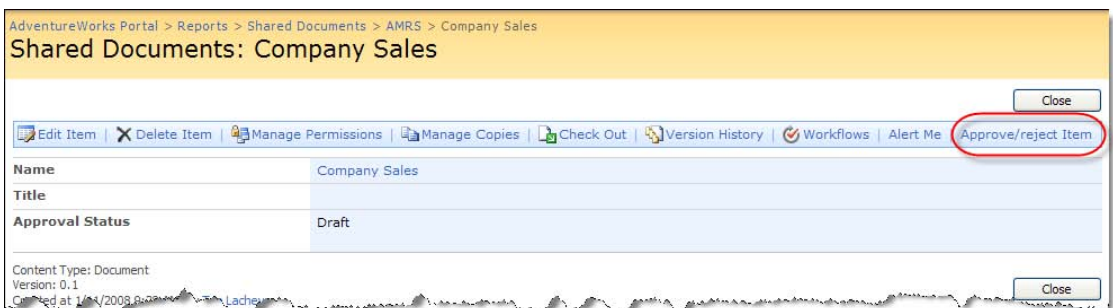 AdventureWorks Portal > Reports > Shared Documents > AMRS > Company Sales
Shared Documents: Company Sales
Close
Edit Item | Delete Item | Manage Permissions | Manage Copies | Check Out | Version History | Workflows | Alert Me | Approve/reject Item
Name Company Sales
Title
Approval Status Draft
Content Type: Document
Version: 0.1
at Lachev
Close